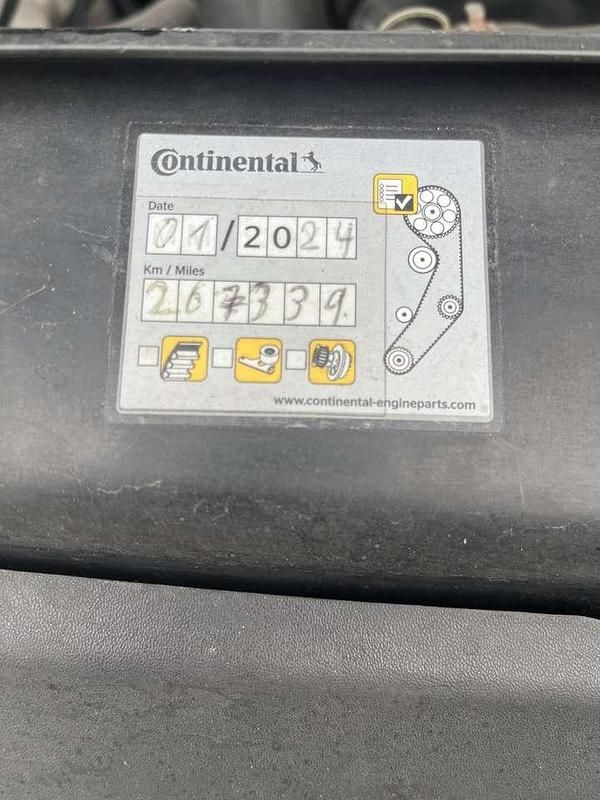 Continental
Date
01/2024
Km / Miles
267339
www.continental-engineparts.com